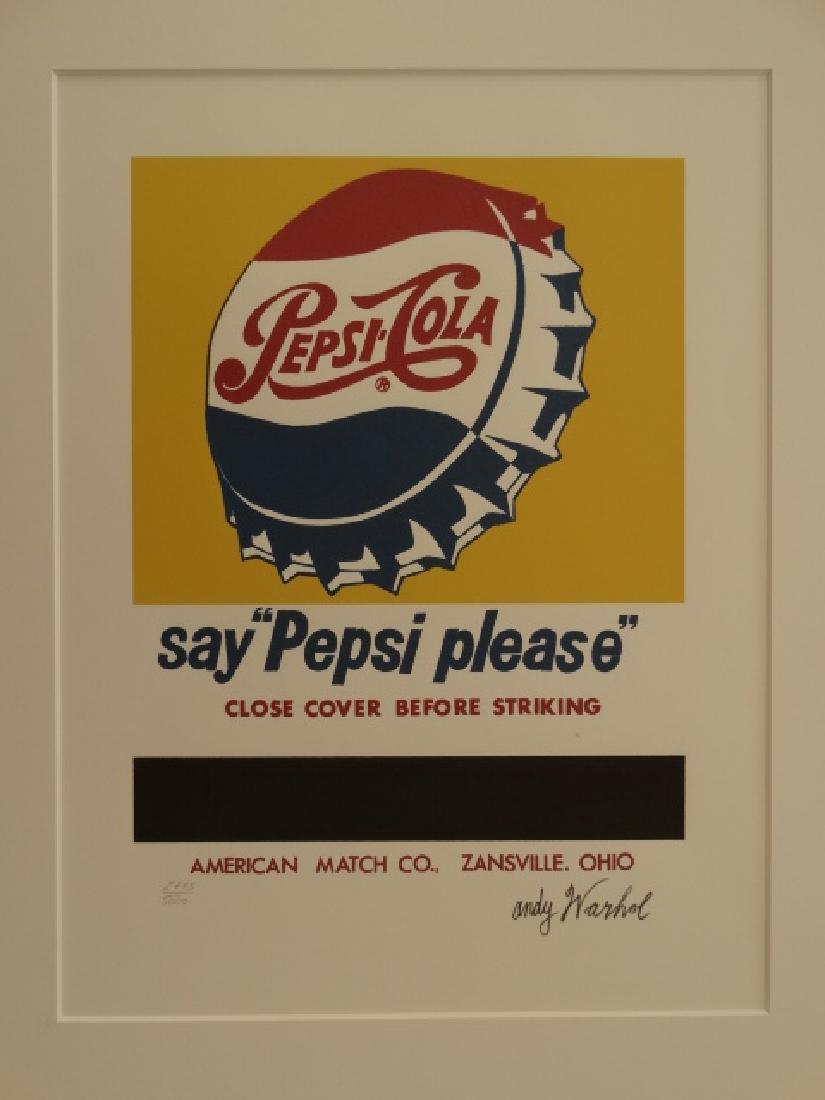 PEPSI-COLA
®
say "Pepsi please"
CLOSE COVER BEFORE STRIKING
AMERICAN MATCH CO., ZANSVILLE. OHIO
andy Warhol